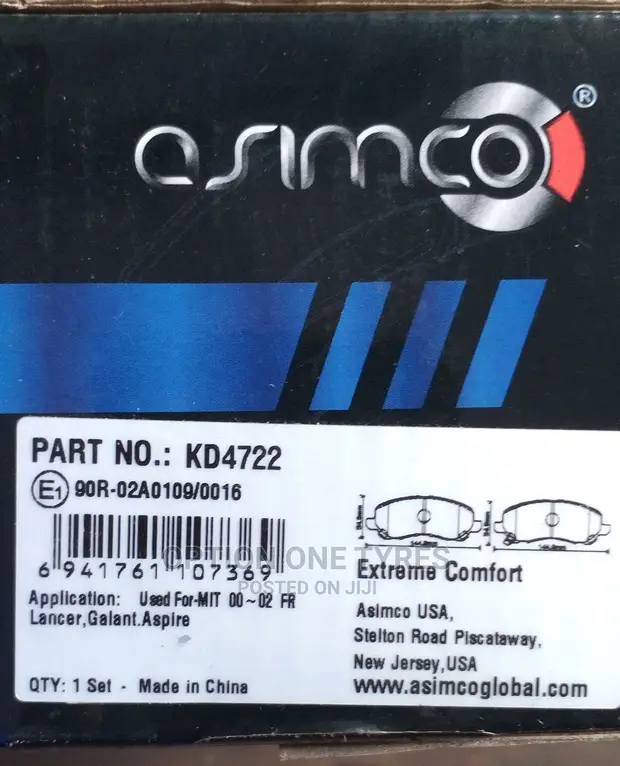 asimco ®
PART NO.: KD4722
E1 90R-02A0109/0016
6 941761 107369
OPTION ONE TYRES
POSTED ON JIJI
Application: Used For-MIT 00~02 FR
Lancer,Galant.Aspire
QTY: 1 Set - Made in China
Extreme Comfort
Asimco USA,
Stelton Road Piscataway,
New Jersey,USA
www.asimcoglobal.com